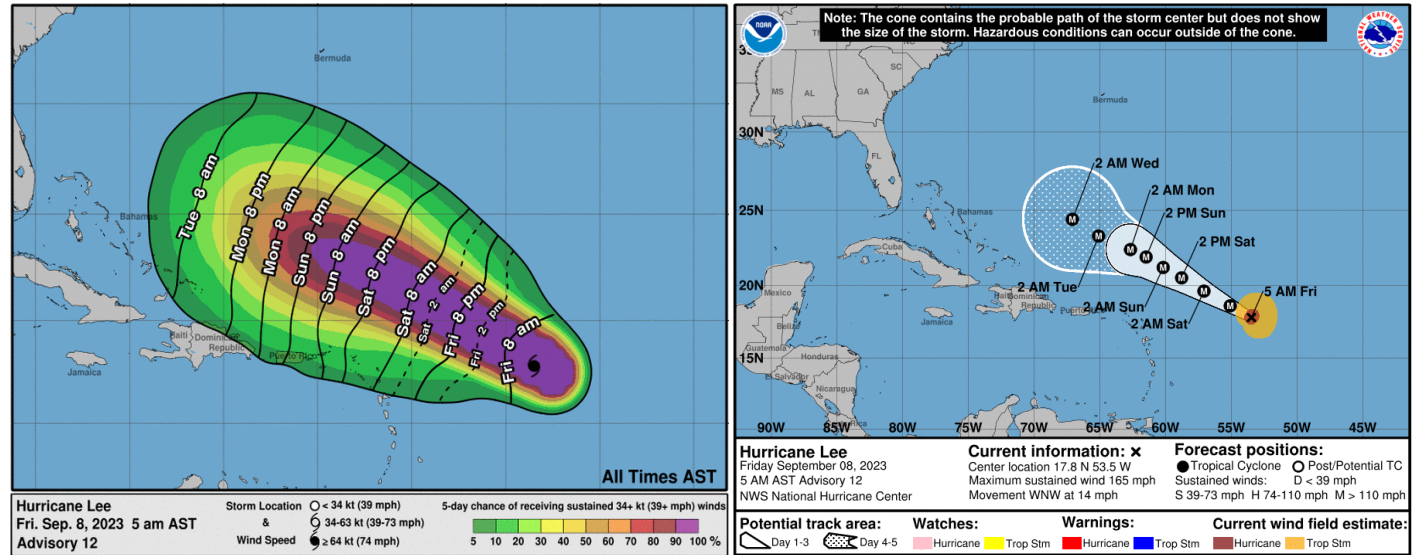 Bermuda
Bahamas
Haiti
Dominican
Republic
Puerto Rico
Jamaica
Tue 8 am
Mon 8 pm
Mon 8 am
Sun 8 pm
Sun 8 am
Sat 8 pm
Sat 8 am
Sat 2 am
Fri 8 pm
Fri 2 pm
Fri 8 am
All Times AST
Hurricane Lee
Fri. Sep. 8, 2023 5 am AST
Advisory 12
Storm Location
&
Wind Speed
< 34 kt (39 mph)
34-63 kt (39-73 mph)
≥ 64 kt (74 mph)
5-day chance of receiving sustained 34+ kt (39+ mph) winds
5 10 20 30 40 50 60 70 80 90 100 %
NOAA
Note: The cone contains the probable path of the storm center but does not show
the size of the storm. Hazardous conditions can occur outside of the cone.
NATIONAL WEATHER SERVICE
SC
MS AL GA
FL
Bermuda
30N
25N
20N
15N
Bahamas
Cuba
Mexico
Jamaica
Haiti
Dominican
Republic
Belize
Guatemala
Honduras
El Salvador
Nicaragua
2 AM Wed
2 AM Mon
2 PM Sun
2 PM Sat
5 AM Fri
2 AM Tue
2 AM Sun
2 AM Sat
M
M
M
M
M
M
M
M
90W 85W 80W 75W 70W 65W 60W 55W 50W 45W
Hurricane Lee
Friday September 08, 2023
5 AM AST Advisory 12
NWS National Hurricane Center
Current information: ×
Center location 17.8 N 53.5 W
Maximum sustained wind 165 mph
Movement WNW at 14 mph
Forecast positions:
Tropical Cyclone Post/Potential TC
Sustained winds: D < 39 mph
S 39-73 mph H 74-110 mph M > 110 mph
Potential track area:
Day 1-3 Day 4-5
Watches:
Hurricane Trop Stm
Warnings:
Hurricane Trop Stm
Current wind field estimate:
Hurricane Trop Stm